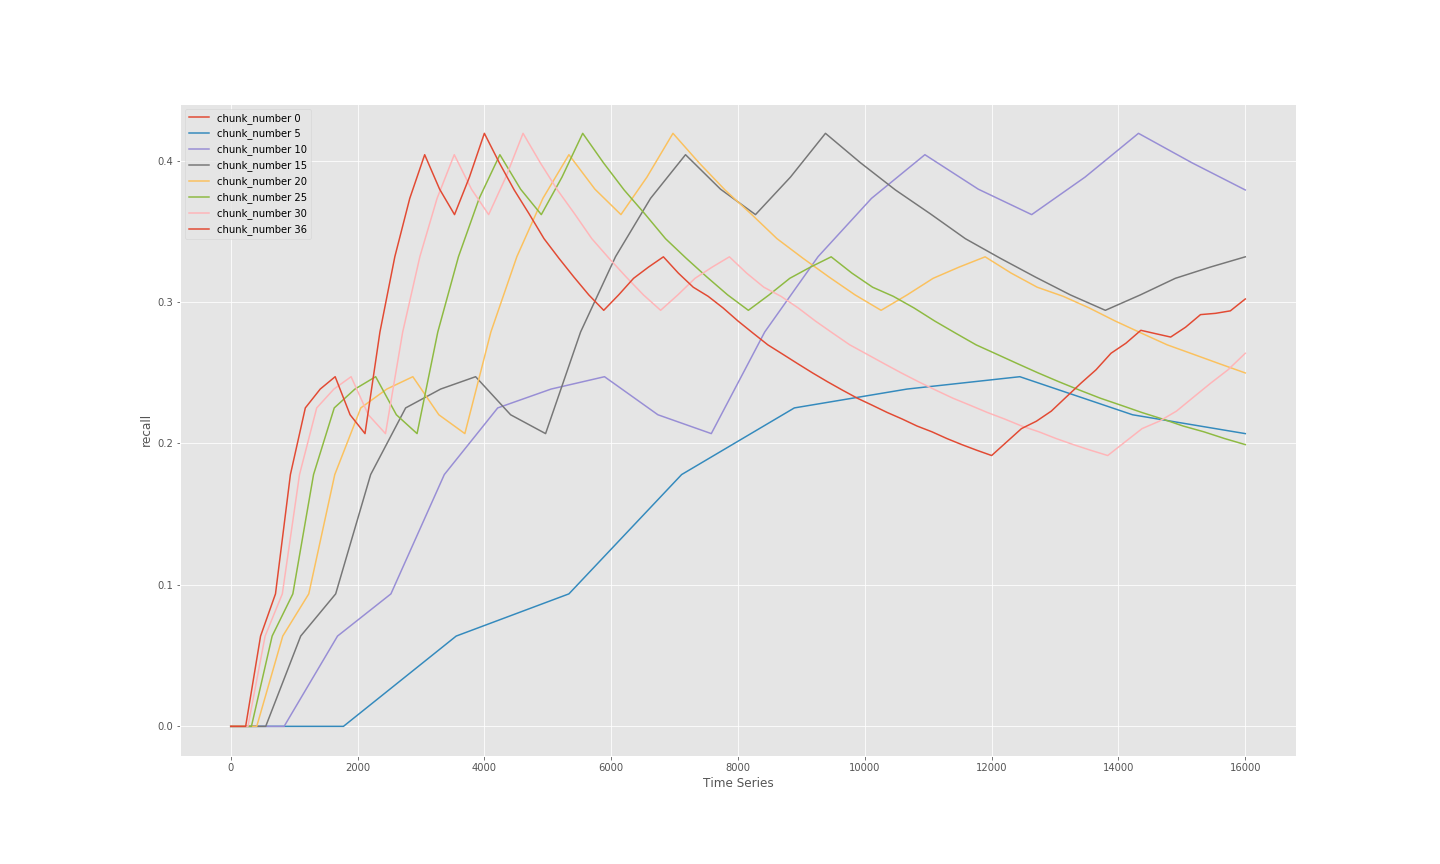 chunk_number 0
chunk_number 5
chunk_number 10
chunk_number 15
chunk_number 20
chunk_number 25
chunk_number 30
chunk_number 36
0.4
0.3
0.2
0.1
0.0
recall
0 2000 4000 6000 8000 10000 12000 14000 16000
Time Series